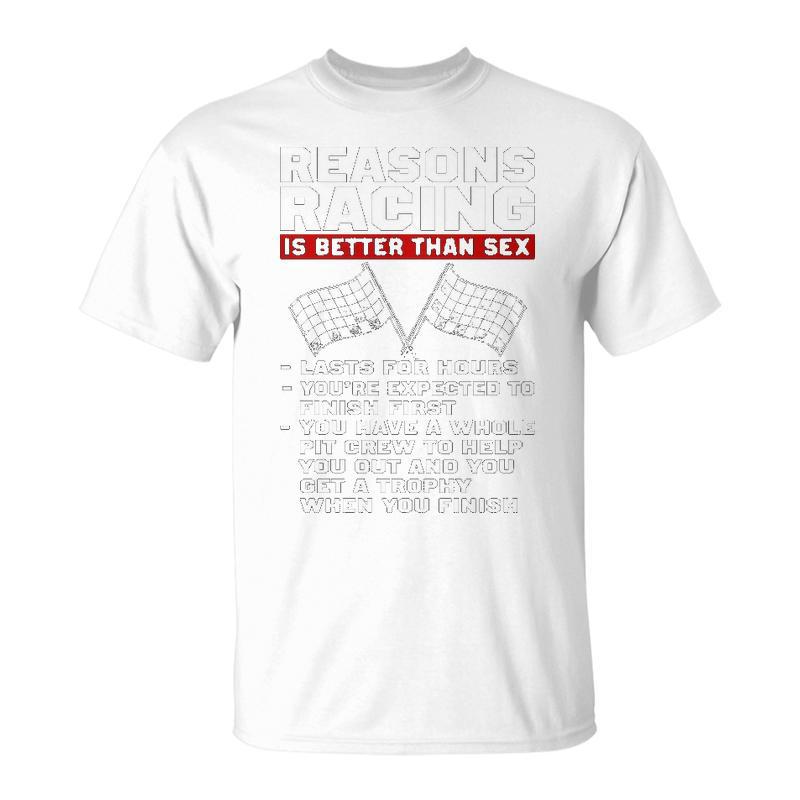 REASONS
RACING
IS BETTER THAN SEX
- LASTS FOR HOURS
- YOU'RE EXPECTED TO
FINISH FIRST
- YOU HAVE A WHOLE
PIT CREW TO HELP
YOU OUT AND YOU
GET A TROPHY
WHEN YOU FINISH